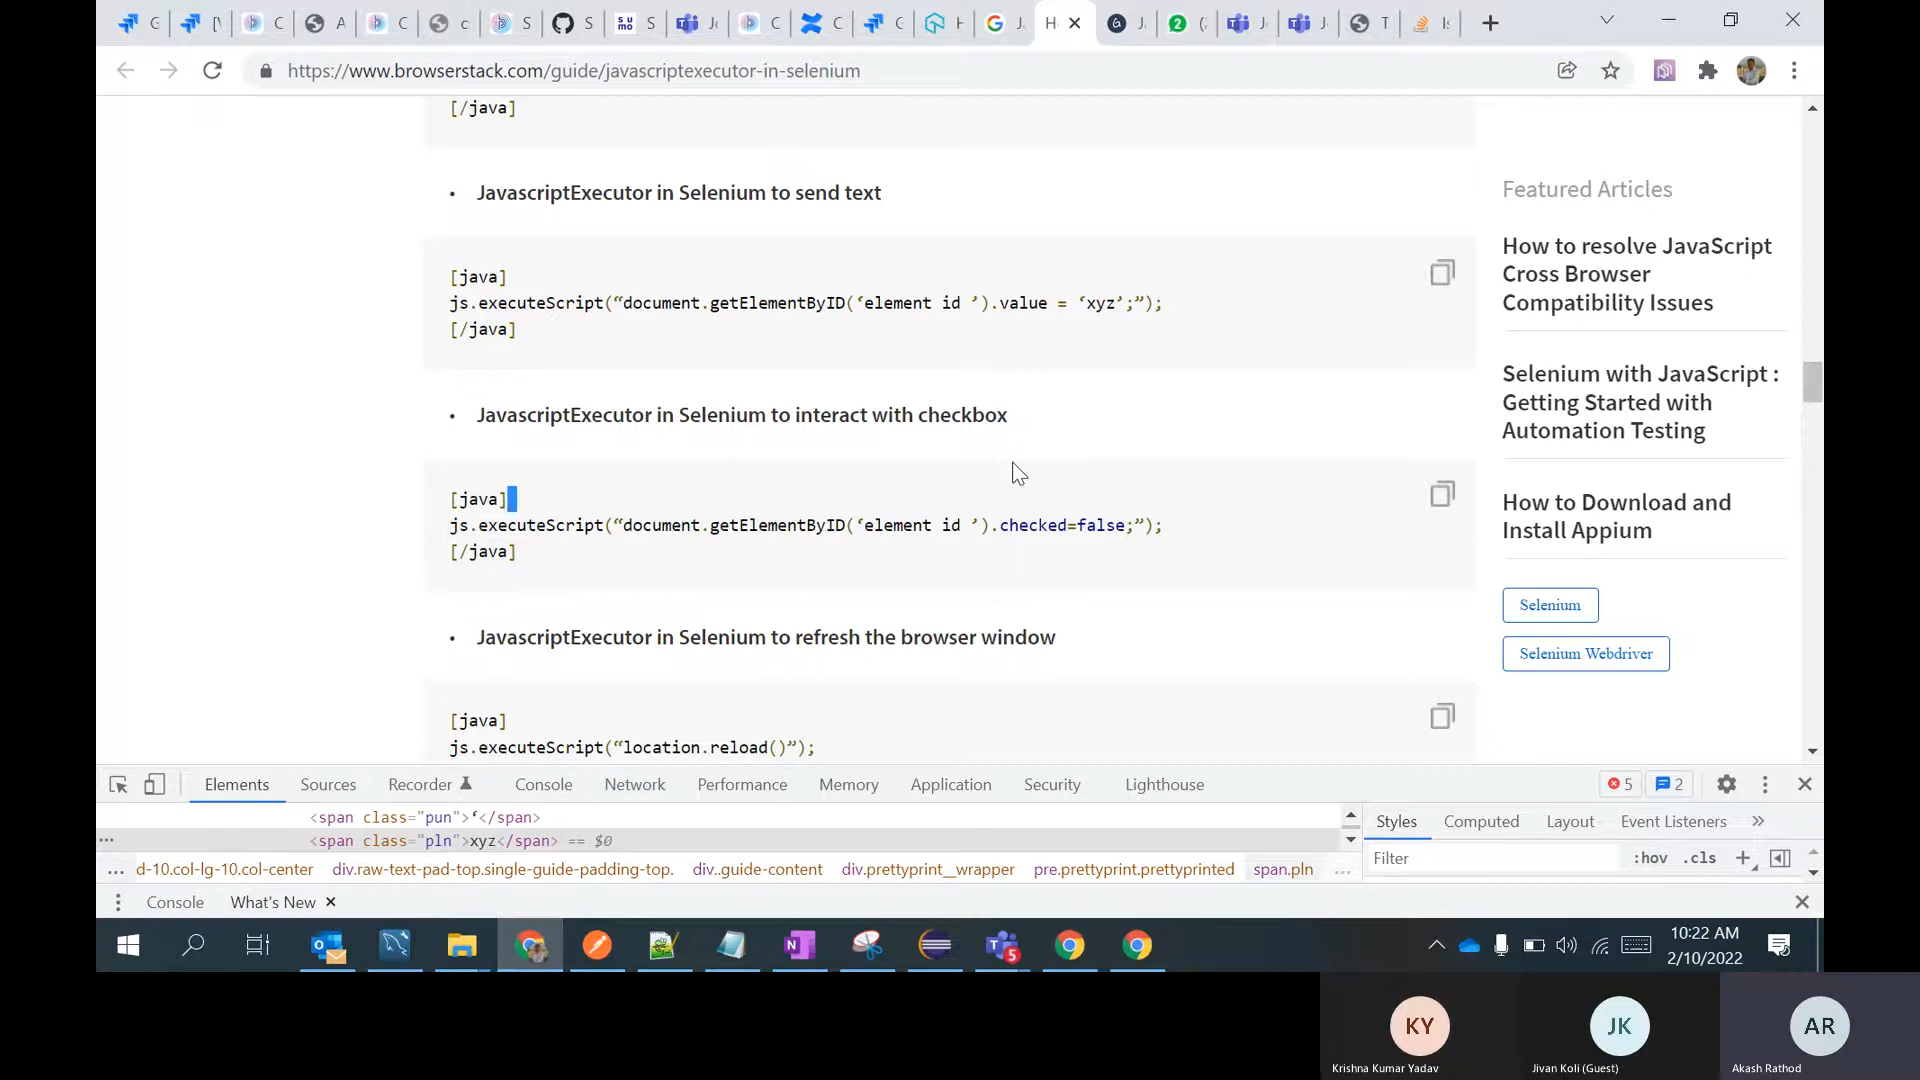 G
[\
C
A
C
c
S
S
SU
MO
S
Jo
C
C
G
H
J
H
J
2
(
J
J
T
Is
https://www.browserstack.com/guide/javascriptexecutor-in-selenium
[/java]
• JavascriptExecutor in Selenium to send text
[java]
js.executeScript(“document.getElementByID(‘element id ’).value = ‘xyz’;”);
[/java]
• JavascriptExecutor in Selenium to interact with checkbox
[java]
js.executeScript(“document.getElementByID(‘element id ’).checked=false;”);
[/java]
• JavascriptExecutor in Selenium to refresh the browser window
[java]
js.executeScript(“location.reload()”);
Featured Articles
How to resolve JavaScript
Cross Browser
Compatibility Issues
Selenium with JavaScript :
Getting Started with
Automation Testing
How to Download and
Install Appium
Selenium
Selenium Webdriver
Elements Sources Recorder Console Network Performance Memory Application Security Lighthouse 5 2
<span class="pun">‘</span>
... <span class="pln">xyz</span> == $0
Styles Computed Layout Event Listeners »
Filter :hov .cls +
... d-10.col-lg-10.col-center div.raw-text-pad-top.single-guide-padding-top. div..guide-content div.prettyprint__wrapper pre.prettyprint.prettyprinted span.pln ...
Console What's New ×
5
10:22 AM
2/10/2022
KY
JK
AR
Krishna Kumar Yadav
Jivan Koli (Guest)
Akash Rathod